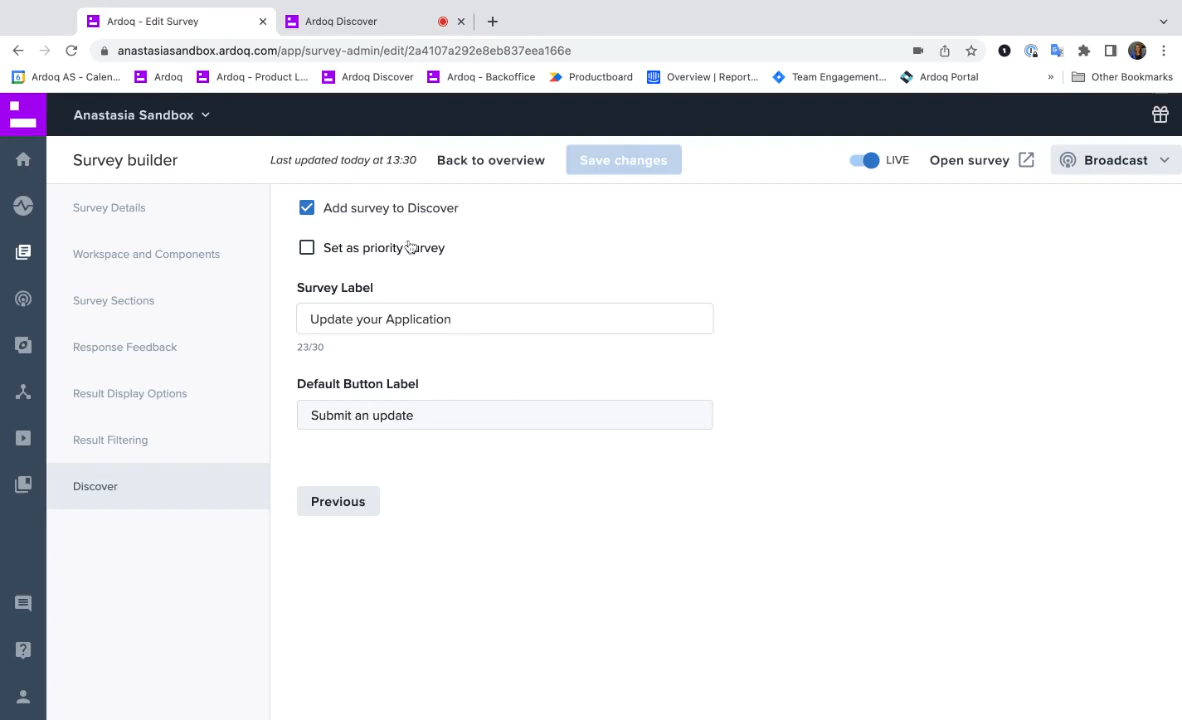 Ardoq - Edit Survey
Ardoq Discover
anastasiasandbox.ardoq.com/app/survey-admin/edit/2a4107a292e8eb837eea166e
Ardoq AS - Calen...
Ardoq
Ardoq - Product L...
Ardoq Discover
Ardoq - Backoffice
Productboard
Overview | Report...
Team Engagement...
Ardoq Portal
»
Other Bookmarks
Anastasia Sandbox
Survey builder
Last updated today at 13:30
Back to overview
Save changes
LIVE
Open survey
Broadcast
Survey Details
Workspace and Components
Survey Sections
Response Feedback
Result Display Options
Result Filtering
Discover
Add survey to Discover
Set as priority survey
Survey Label
Update your Application
23/30
Default Button Label
Submit an update
Previous